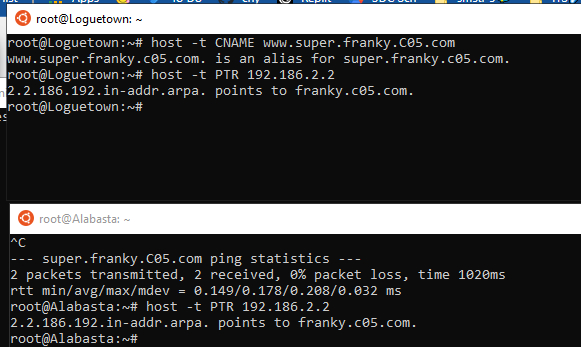 Apps
To Do
root@Loguetown: ~
root@Loguetown:~# host -t CNAME www.super.franky.C05.com
www.super.franky.c05.com. is an alias for super.franky.c05.com.
root@Loguetown:~# host -t PTR 192.186.2.2
2.2.186.192.in-addr.arpa. points to franky.c05.com.
root@Loguetown:~#
root@Alabasta: ~
^C
--- super.franky.C05.com ping statistics ---
2 packets transmitted, 2 received, 0% packet loss, time 1020ms
rtt min/avg/max/mdev = 0.149/0.178/0.208/0.032 ms
root@Alabasta:~# host -t PTR 192.186.2.2
2.2.186.192.in-addr.arpa. points to franky.c05.com.
root@Alabasta:~#